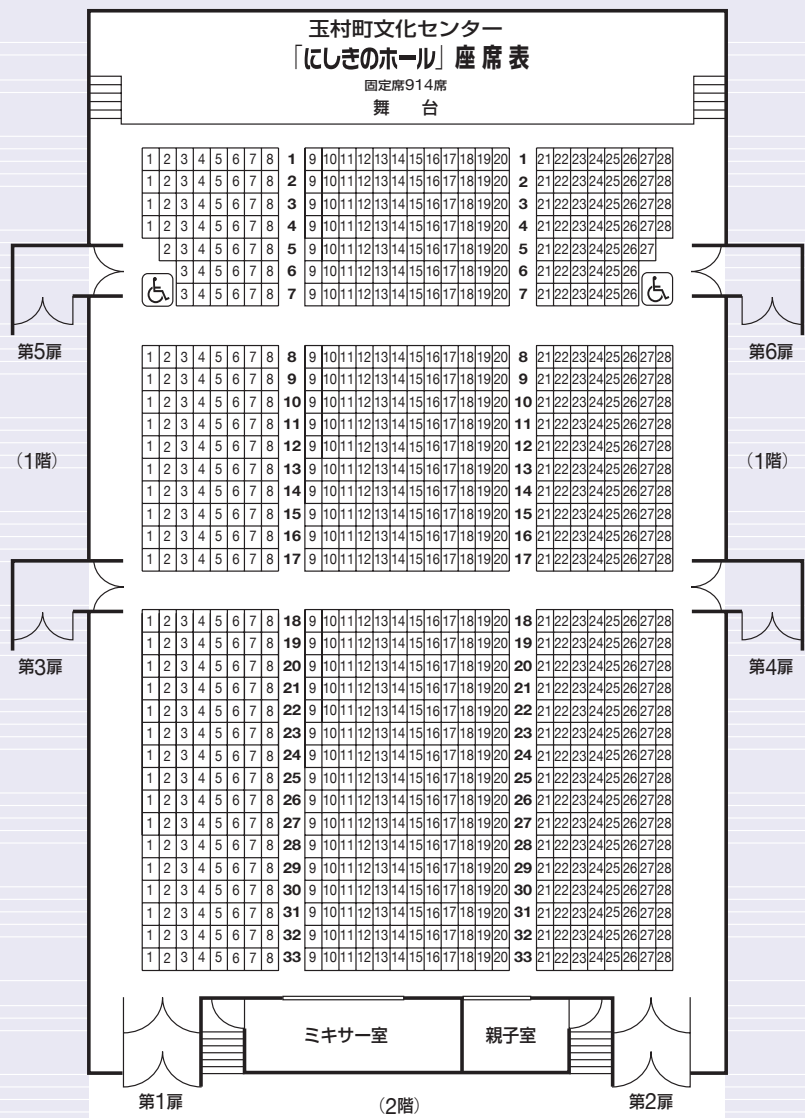 玉村町文化センター
「にしきのホール」座席表
固定席914席
舞 台
1 2 3 4 5 6 7 8 1 9 10 11 12 13 14 15 16 17 18 19 20 1 21 22 23 24 25 26 27 28
1 2 3 4 5 6 7 8 2 9 10 11 12 13 14 15 16 17 18 19 20 2 21 22 23 24 25 26 27 28
1 2 3 4 5 6 7 8 3 9 10 11 12 13 14 15 16 17 18 19 20 3 21 22 23 24 25 26 27 28
1 2 3 4 5 6 7 8 4 9 10 11 12 13 14 15 16 17 18 19 20 4 21 22 23 24 25 26 27 28
2 3 4 5 6 7 8 5 9 10 11 12 13 14 15 16 17 18 19 20 5 21 22 23 24 25 26 27
3 4 5 6 7 8 6 9 10 11 12 13 14 15 16 17 18 19 20 6 21 22 23 24 25 26
3 4 5 6 7 8 7 9 10 11 12 13 14 15 16 17 18 19 20 7 21 22 23 24 25 26
第5扉 第6扉
1 2 3 4 5 6 7 8 8 9 10 11 12 13 14 15 16 17 18 19 20 8 21 22 23 24 25 26 27 28
1 2 3 4 5 6 7 8 9 9 10 11 12 13 14 15 16 17 18 19 20 9 21 22 23 24 25 26 27 28
1 2 3 4 5 6 7 8 10 9 10 11 12 13 14 15 16 17 18 19 20 10 21 22 23 24 25 26 27 28
1 2 3 4 5 6 7 8 11 9 10 11 12 13 14 15 16 17 18 19 20 11 21 22 23 24 25 26 27 28
1 2 3 4 5 6 7 8 12 9 10 11 12 13 14 15 16 17 18 19 20 12 21 22 23 24 25 26 27 28
(1階) (1階)
1 2 3 4 5 6 7 8 13 9 10 11 12 13 14 15 16 17 18 19 20 13 21 22 23 24 25 26 27 28
1 2 3 4 5 6 7 8 14 9 10 11 12 13 14 15 16 17 18 19 20 14 21 22 23 24 25 26 27 28
1 2 3 4 5 6 7 8 15 9 10 11 12 13 14 15 16 17 18 19 20 15 21 22 23 24 25 26 27 28
1 2 3 4 5 6 7 8 16 9 10 11 12 13 14 15 16 17 18 19 20 16 21 22 23 24 25 26 27 28
1 2 3 4 5 6 7 8 17 9 10 11 12 13 14 15 16 17 18 19 20 17 21 22 23 24 25 26 27 28
1 2 3 4 5 6 7 8 18 9 10 11 12 13 14 15 16 17 18 19 20 18 21 22 23 24 25 26 27 28
1 2 3 4 5 6 7 8 19 9 10 11 12 13 14 15 16 17 18 19 20 19 21 22 23 24 25 26 27 28
第3扉 第4扉
1 2 3 4 5 6 7 8 20 9 10 11 12 13 14 15 16 17 18 19 20 20 21 22 23 24 25 26 27 28
1 2 3 4 5 6 7 8 21 9 10 11 12 13 14 15 16 17 18 19 20 21 21 22 23 24 25 26 27 28
1 2 3 4 5 6 7 8 22 9 10 11 12 13 14 15 16 17 18 19 20 22 21 22 23 24 25 26 27 28
1 2 3 4 5 6 7 8 23 9 10 11 12 13 14 15 16 17 18 19 20 23 21 22 23 24 25 26 27 28
1 2 3 4 5 6 7 8 24 9 10 11 12 13 14 15 16 17 18 19 20 24 21 22 23 24 25 26 27 28
1 2 3 4 5 6 7 8 25 9 10 11 12 13 14 15 16 17 18 19 20 25 21 22 23 24 25 26 27 28
1 2 3 4 5 6 7 8 26 9 10 11 12 13 14 15 16 17 18 19 20 26 21 22 23 24 25 26 27 28
1 2 3 4 5 6 7 8 27 9 10 11 12 13 14 15 16 17 18 19 20 27 21 22 23 24 25 26 27 28
1 2 3 4 5 6 7 8 28 9 10 11 12 13 14 15 16 17 18 19 20 28 21 22 23 24 25 26 27 28
1 2 3 4 5 6 7 8 29 9 10 11 12 13 14 15 16 17 18 19 20 29 21 22 23 24 25 26 27 28
1 2 3 4 5 6 7 8 30 9 10 11 12 13 14 15 16 17 18 19 20 30 21 22 23 24 25 26 27 28
1 2 3 4 5 6 7 8 31 9 10 11 12 13 14 15 16 17 18 19 20 31 21 22 23 24 25 26 27 28
1 2 3 4 5 6 7 8 32 9 10 11 12 13 14 15 16 17 18 19 20 32 21 22 23 24 25 26 27 28
1 2 3 4 5 6 7 8 33 9 10 11 12 13 14 15 16 17 18 19 20 33 21 22 23 24 25 26 27 28
ミキサー室 親子室
第1扉 (2階) 第2扉